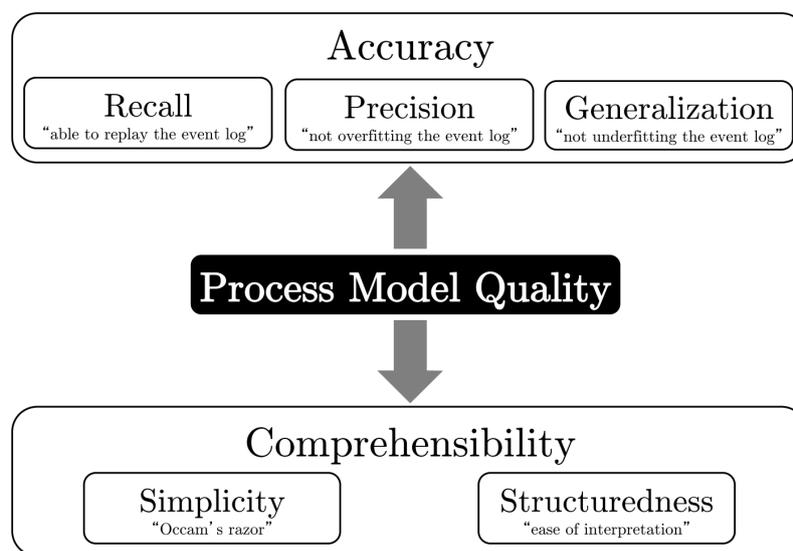 Accuracy
Recall
“able to replay the event log”
Precision
“not overfitting the event log”
Generalization
“not underfitting the event log”
Process Model Quality
Comprehensibility
Simplicity
“Occam's razor”
Structuredness
“ease of interpretation”